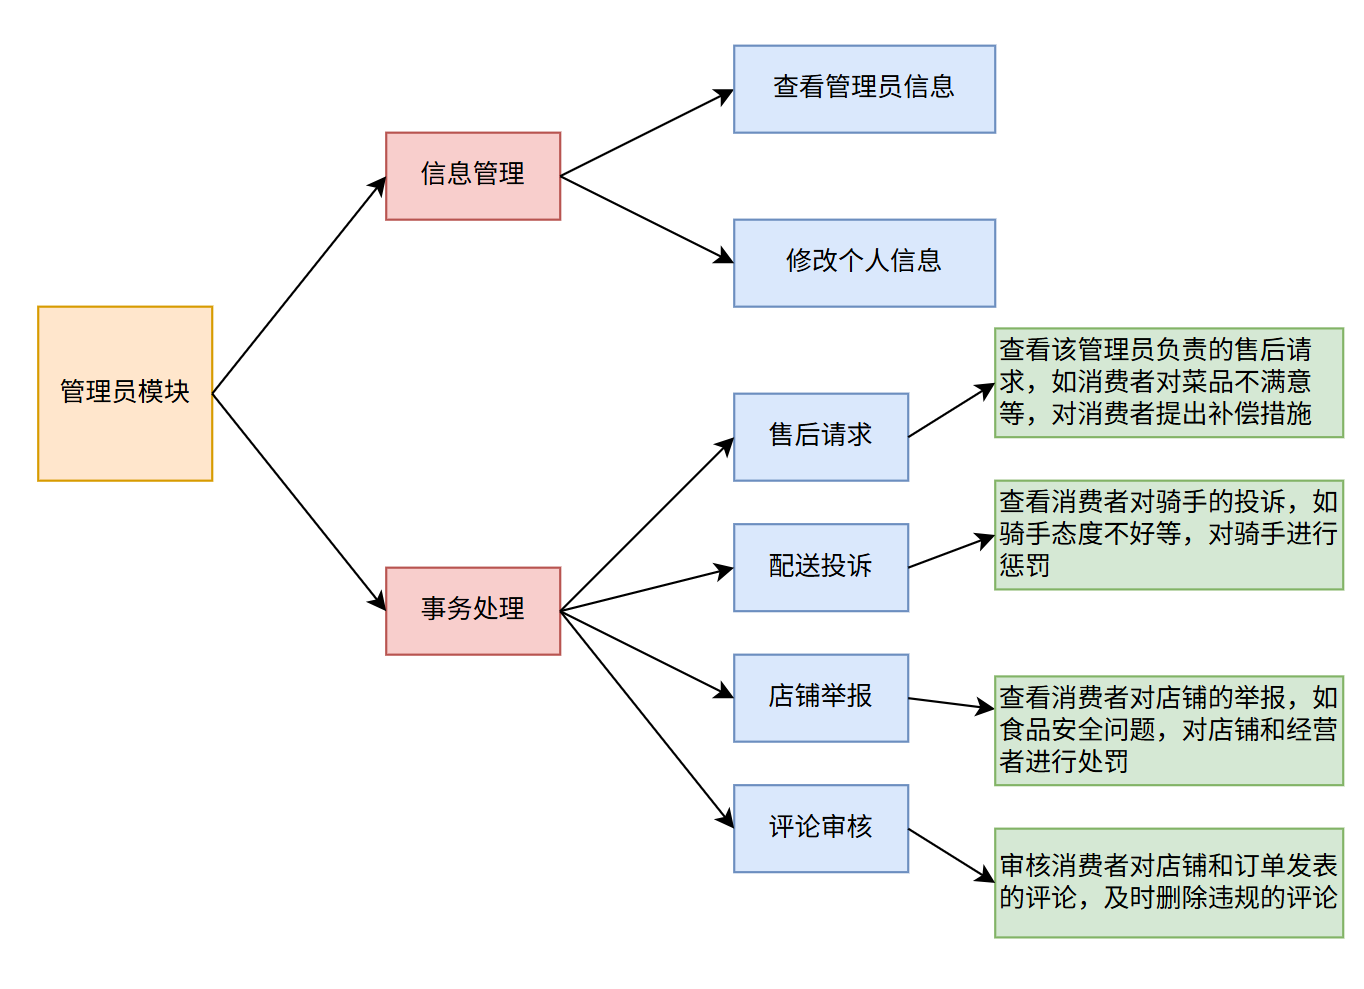 管理员模块
信息管理
查看管理员信息
修改个人信息
事务处理
售后请求
查看该管理员负责的售后请
求，如消费者对菜品不满意
等，对消费者提出补偿措施
配送投诉
查看消费者对骑手的投诉，如
骑手态度不好等，对骑手进行
惩罚
店铺举报
查看消费者对店铺的举报，如
食品安全问题，对店铺和经营
者进行处罚
评论审核
审核消费者对店铺和订单发表
的评论，及时删除违规的评论